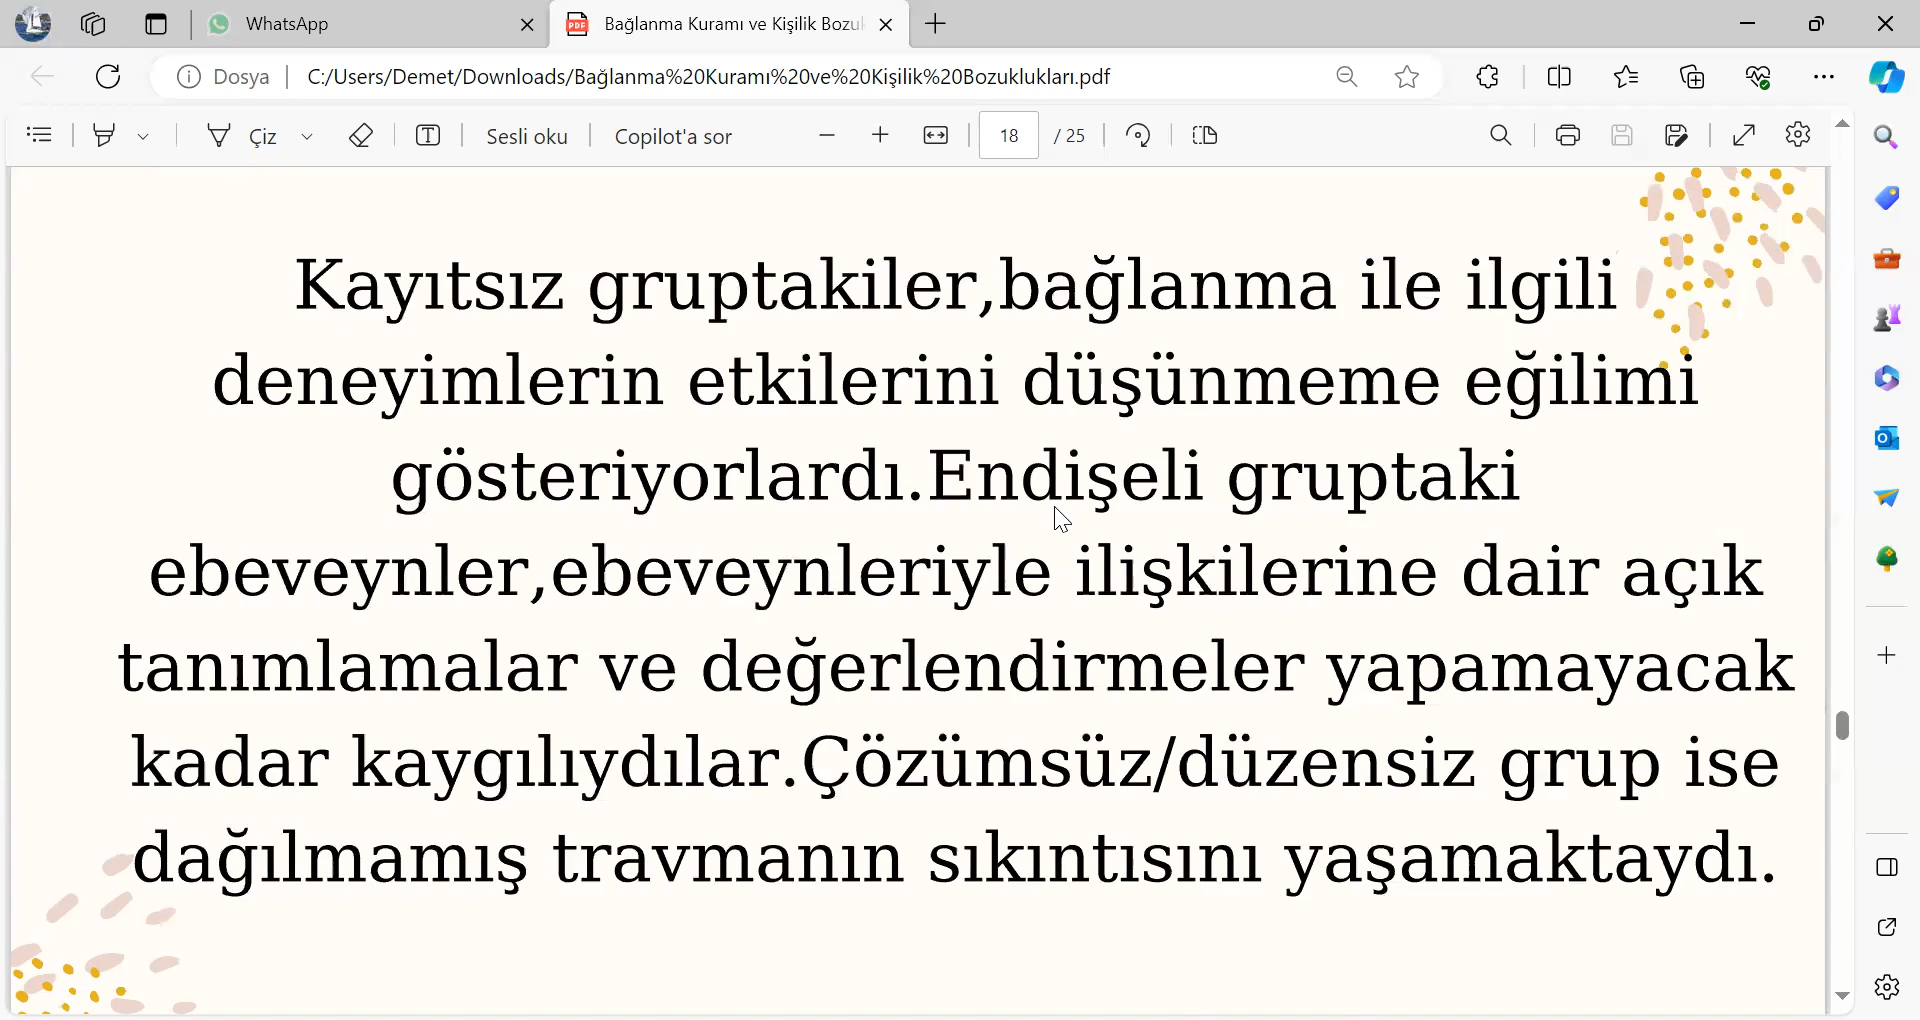 WhatsApp
Bağlanma Kuramı ve Kişilik Bozuk
Dosya
C:/Users/Demet/Downloads/Bağlanma%20Kuramı%20ve%20Kişilik%20Bozuklukları.pdf
Çiz
Sesli oku
Copilot'a sor
18 / 25
Kayıtsız gruptakiler,bağlanma ile ilgili
deneyimlerin etkilerini düşünmeme eğilimi
gösteriyorlardı.Endişeli gruptaki
ebeveynler,ebeveynleriyle ilişkilerine dair açık
tanımlamalar ve değerlendirmeler yapamayacak
kadar kaygılıydılar.Çözümsüz/düzensiz grup ise
dağılmamış travmanın sıkıntısını yaşamaktaydı.